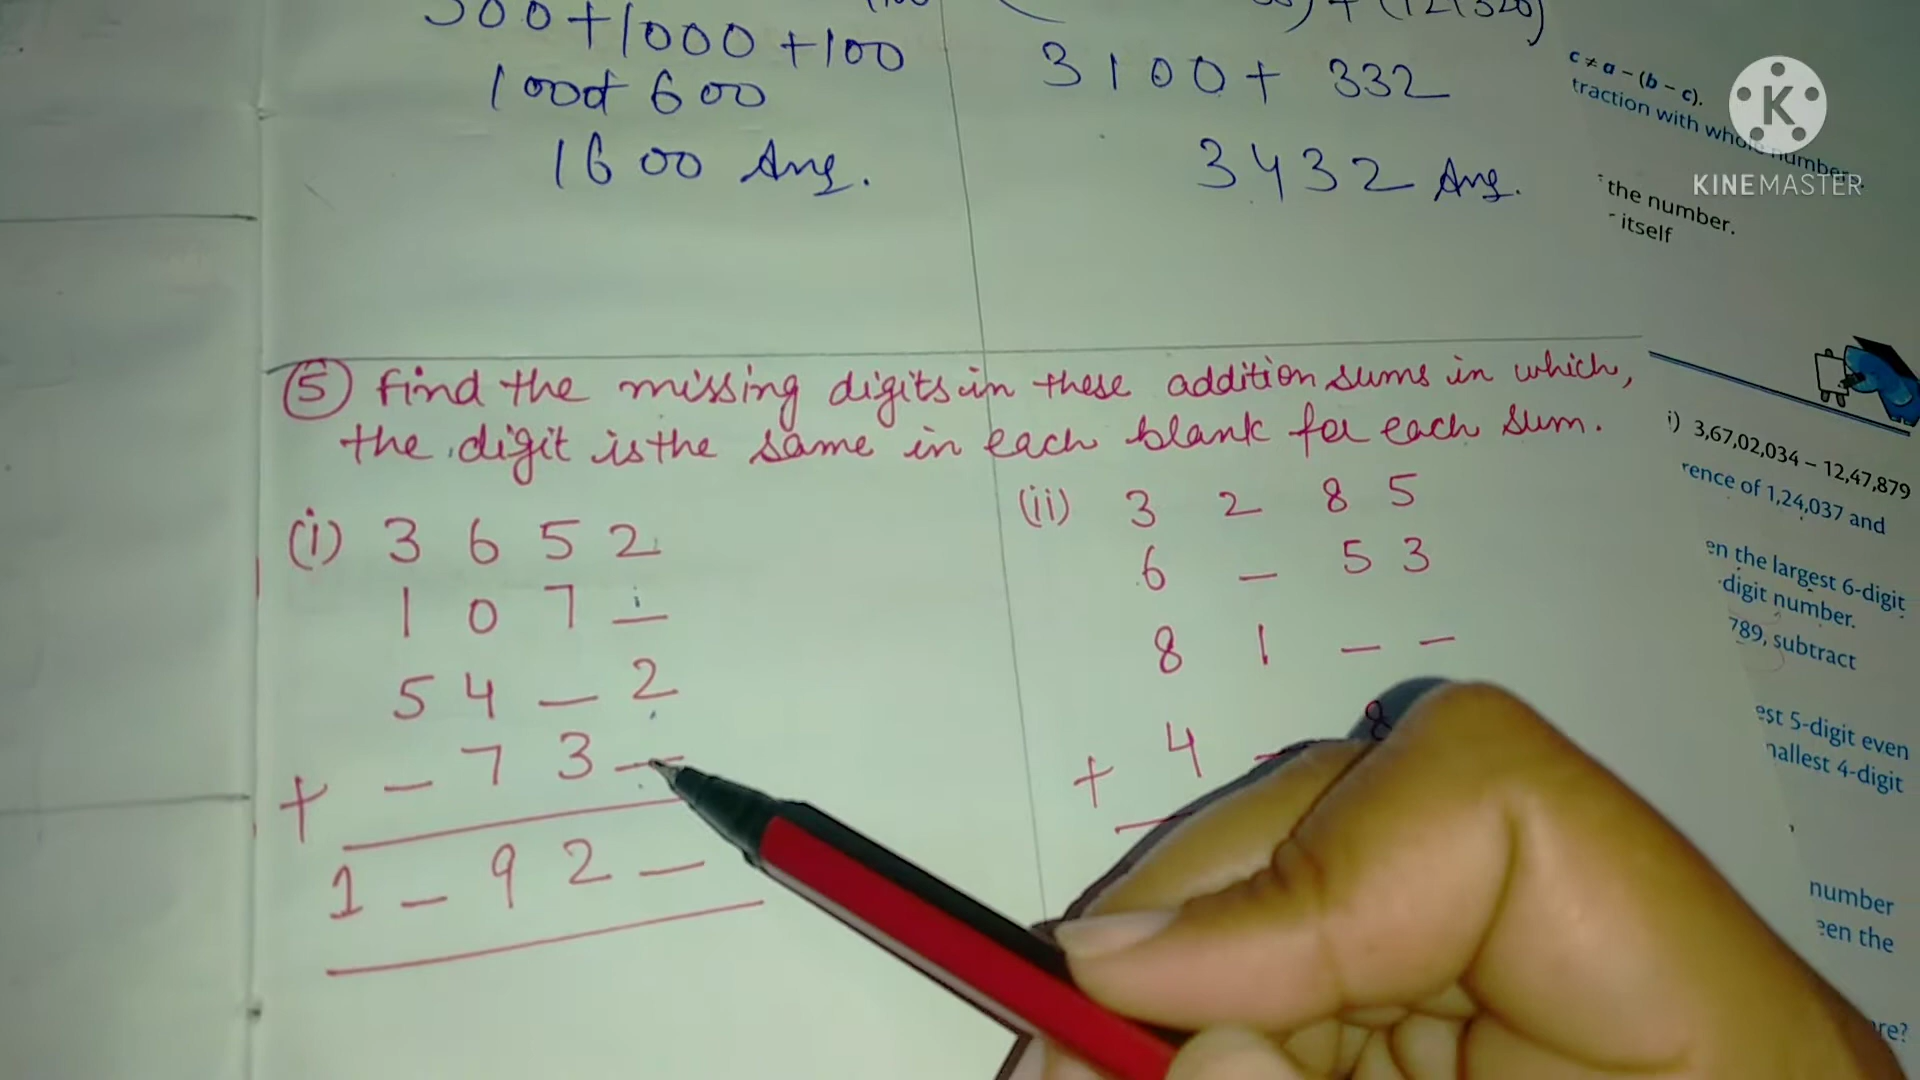 500+1000+100
1000+ 600
1600 Ans.
3100+ 332
3432 Ans.
c ≠ a – (b – c).
traction with whole numbers.
the number.
itself
KINEMASTER
(5) Find the missing digits in these addition sums in which,
the digit is the same in each blank for each sum.
(i) 3 6 5 2
1 0 7 _
5 4 _ 2
+ _ 7 3 _
1 _ 9 2 _
(ii) 3 2 8 5
6 _ 5 3
8 1 _ _
+ 4 _ 8
i) 3,67,02,034 – 12,47,879
rence of 1,24,037 and
en the largest 6-digit
digit number.
789, subtract
est 5-digit even
mallest 4-digit
number
een the
re?